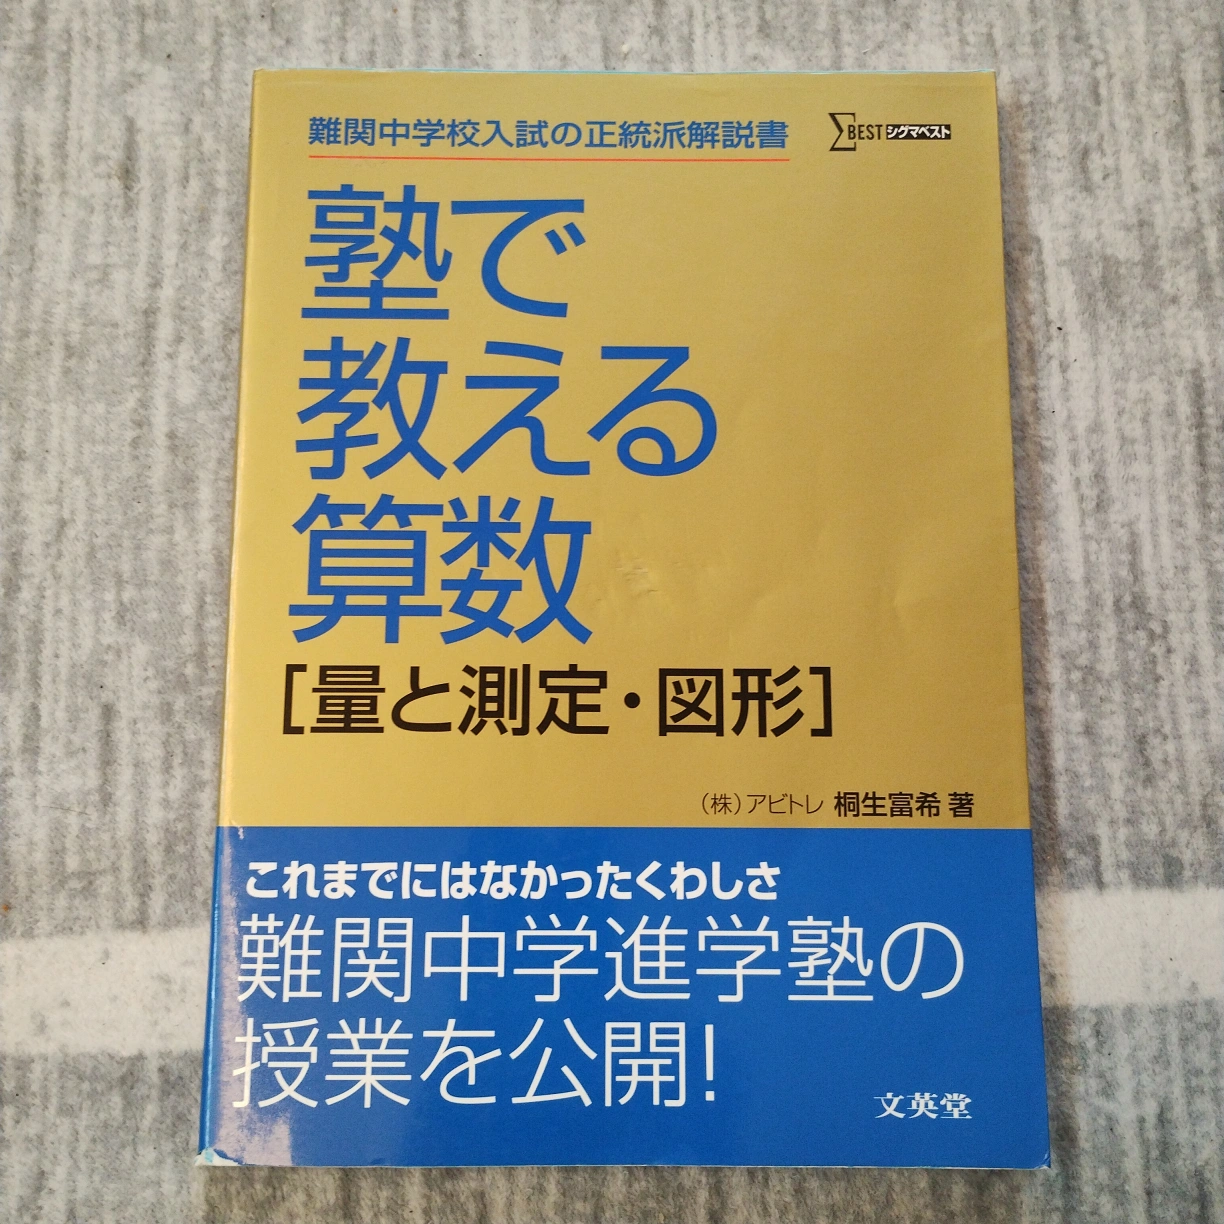 難関中学校入試の正統派解説書
ΣBEST シグマベスト
塾で
教える
算数
[量と測定・図形]
(株)アビトレ 桐生富希 著
これまでにはなかったくわしさ
難関中学進学塾の
授業を公開!
文英堂